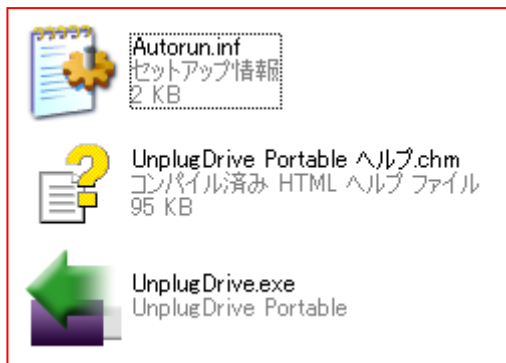 Autorun.inf
セットアップ情報
2 KB
UnplugDrive Portable ヘルプ.chm
コンパイル済み HTML ヘルプ ファイル
95 KB
UnplugDrive.exe
UnplugDrive Portable